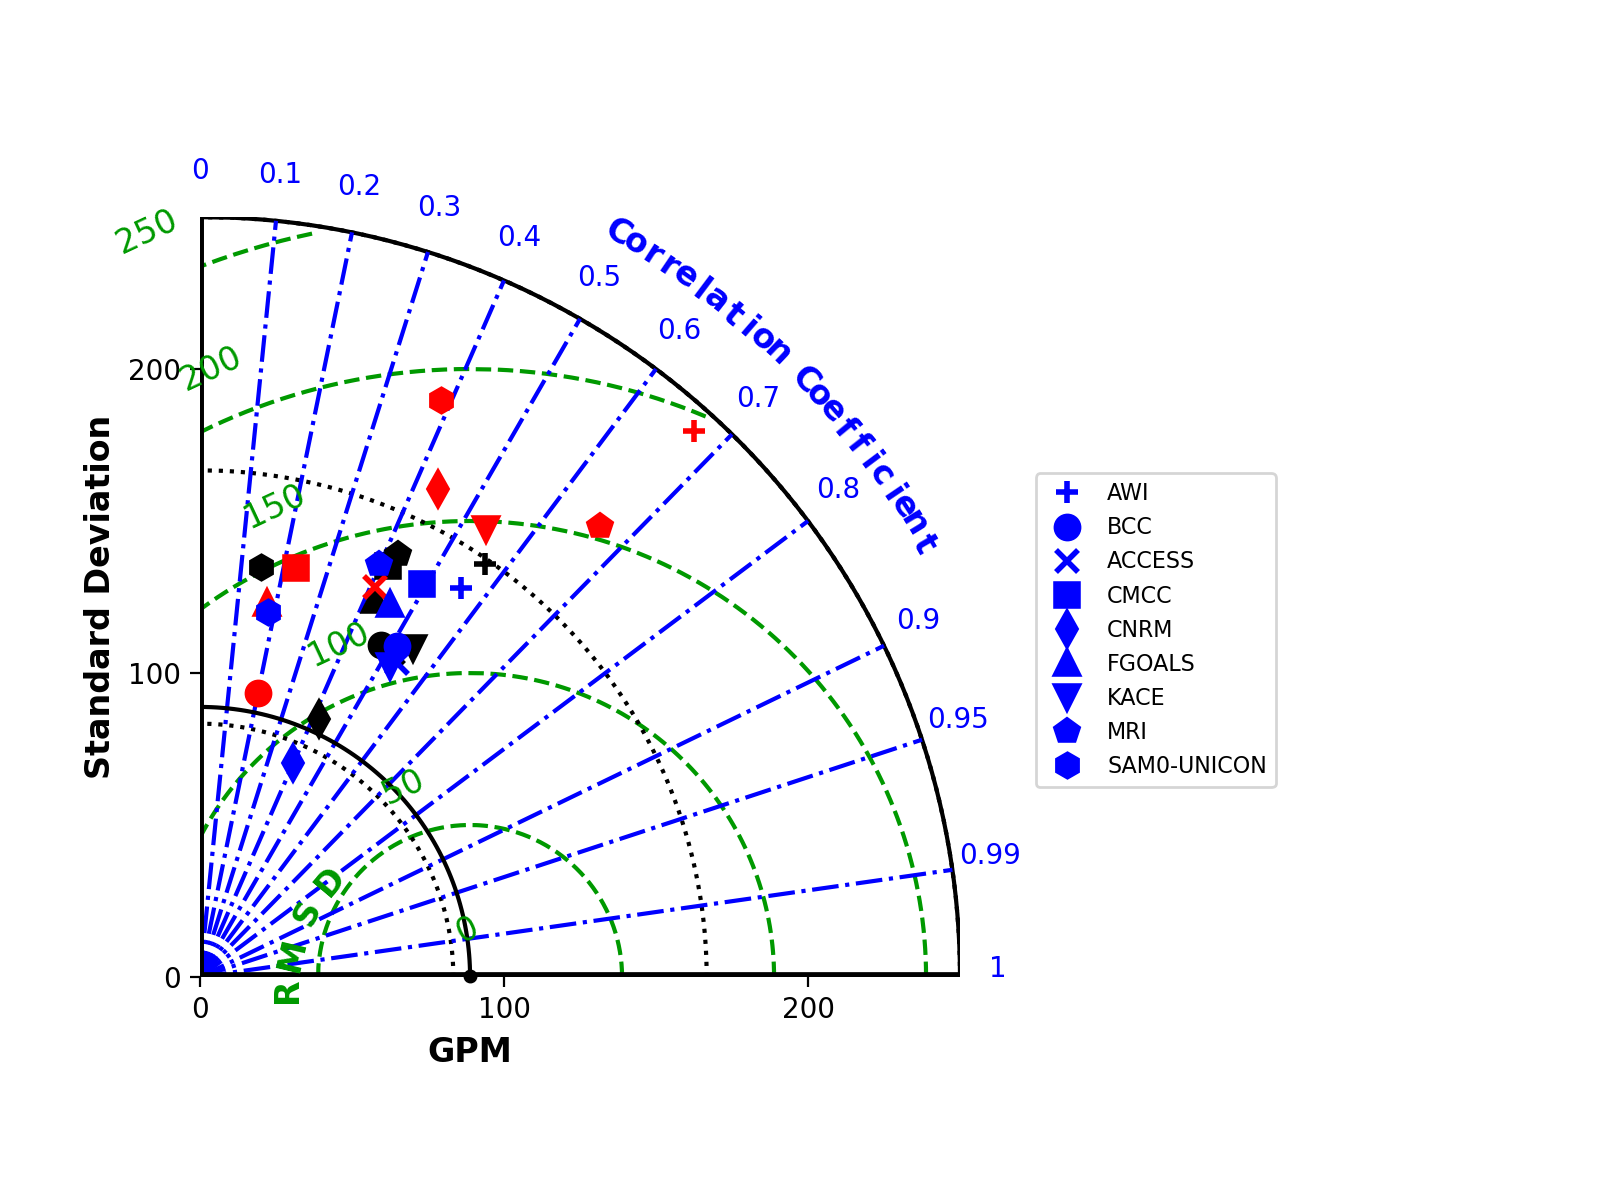 0
0.1
0.2
0.3
0.4
0.5
0.6
0.7
0.8
0.9
0.95
0.99
1
Correlation Coefficient
250
200
150
100
50
0
RMSD
Standard Deviation
200
100
0
0
100
200
GPM
AWI
BCC
ACCESS
CMCC
CNRM
FGOALS
KACE
MRI
SAM0-UNICON